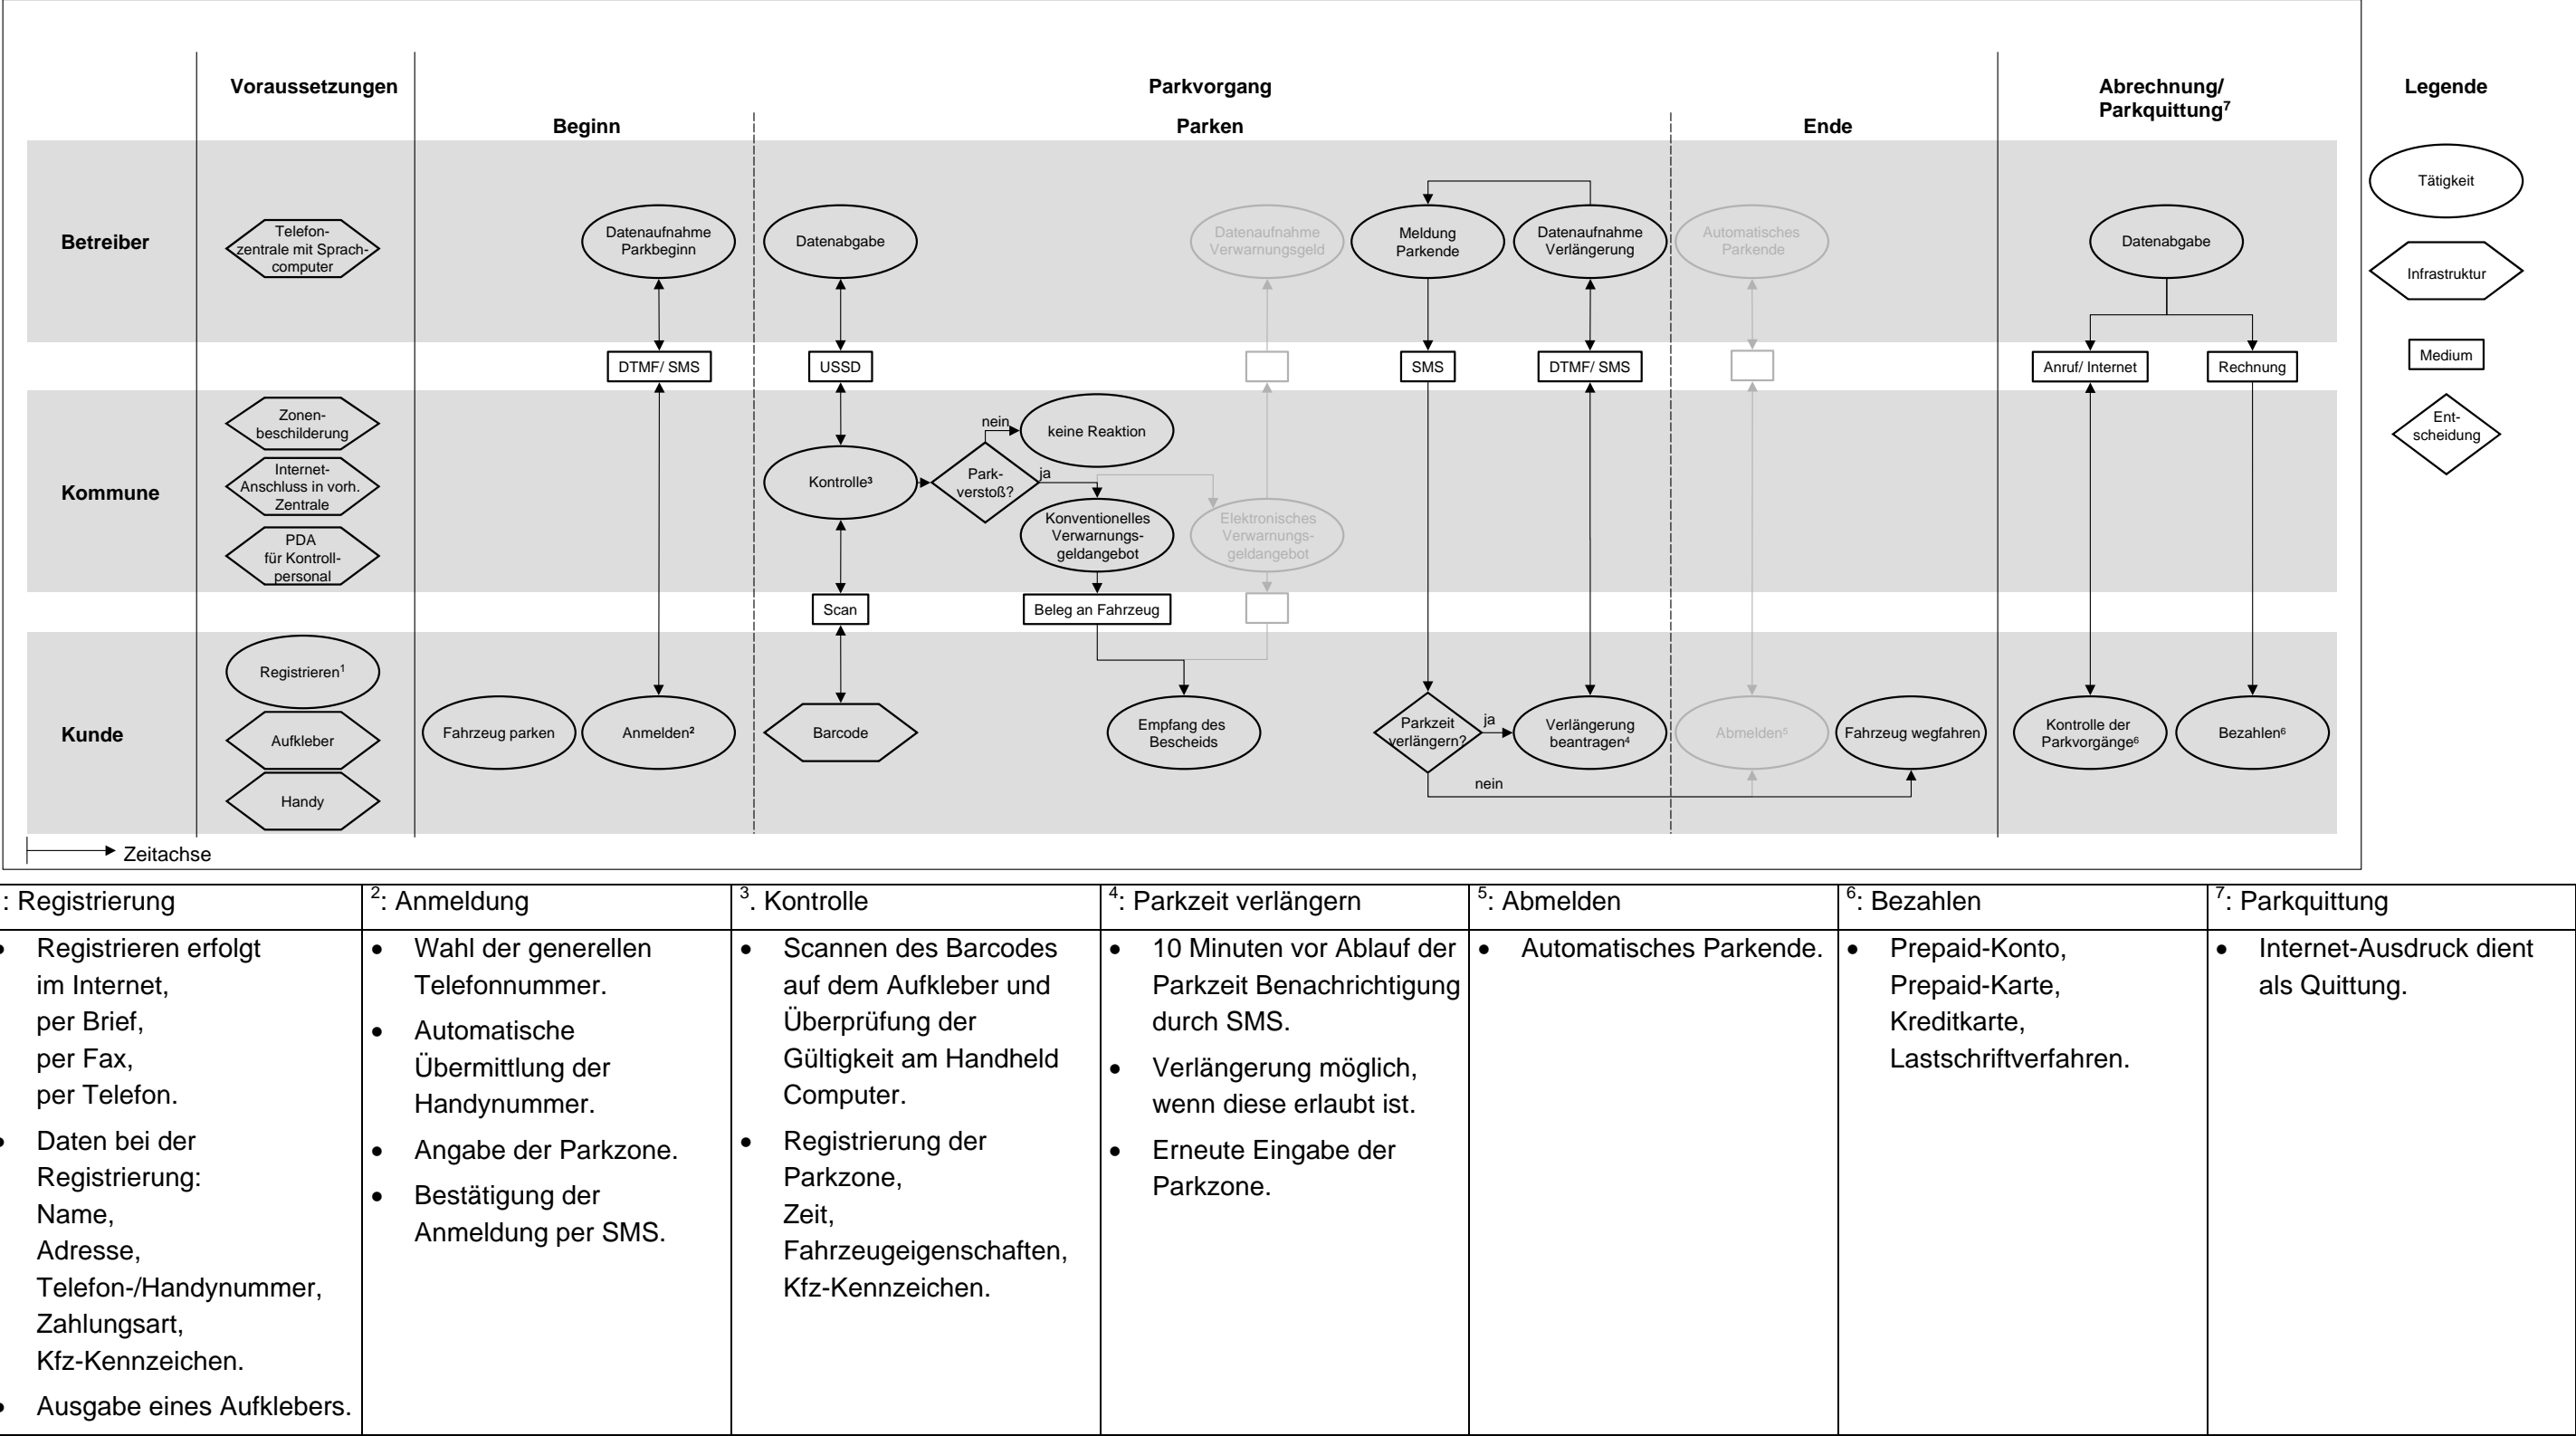 Voraussetzungen
Parkvorgang
Abrechnung/
Parkquittung7
Legende
Beginn
Parken
Ende
Betreiber
Telefon-
zentrale mit Sprach-
computer
Datenaufnahme
Parkbeginn
Datenabgabe
Datenaufnahme
Verwarnungsgeld
Meldung
Parkende
Datenaufnahme
Verlängerung
Automatisches
Parkende
Datenabgabe
Tätigkeit
Infrastruktur
Medium
Ent-
scheidung
DTMF/ SMS
USSD
SMS
DTMF/ SMS
Anruf/ Internet
Rechnung
Kommune
Zonen-
beschilderung
Internet-
Anschluss in vorh.
Zentrale
PDA
für Kontroll-
personal
Kontrolle3
Park-
verstoß?
nein
keine Reaktion
ja
Konventionelles
Verwarnungs-
geldangebot
Elektronisches
Verwarnungs-
geldangebot
Scan
Beleg an Fahrzeug
Kunde
Registrieren1
Aufkleber
Handy
Fahrzeug parken
Anmelden2
Barcode
Empfang des
Bescheids
Parkzeit
verlängern?
ja
nein
Verlängerung
beantragen4
Abmelden5
Fahrzeug wegfahren
Kontrolle der
Parkvorgänge6
Bezahlen6
Zeitachse
: Registrierung
• Registrieren erfolgt
im Internet,
per Brief,
per Fax,
per Telefon.
• Daten bei der
Registrierung:
Name,
Adresse,
Telefon-/Handynummer,
Zahlungsart,
Kfz-Kennzeichen.
• Ausgabe eines Aufklebers.
2: Anmeldung
• Wahl der generellen
Telefonnummer.
• Automatische
Übermittlung der
Handynummer.
• Angabe der Parkzone.
• Bestätigung der
Anmeldung per SMS.
3. Kontrolle
• Scannen des Barcodes
auf dem Aufkleber und
Überprüfung der
Gültigkeit am Handheld
Computer.
• Registrierung der
Parkzone,
Zeit,
Fahrzeugeigenschaften,
Kfz-Kennzeichen.
4: Parkzeit verlängern
• 10 Minuten vor Ablauf der
Parkzeit Benachrichtigung
durch SMS.
• Verlängerung möglich,
wenn diese erlaubt ist.
• Erneute Eingabe der
Parkzone.
5: Abmelden
• Automatisches Parkende.
6: Bezahlen
• Prepaid-Konto,
Prepaid-Karte,
Kreditkarte,
Lastschriftverfahren.
7: Parkquittung
• Internet-Ausdruck dient
als Quittung.